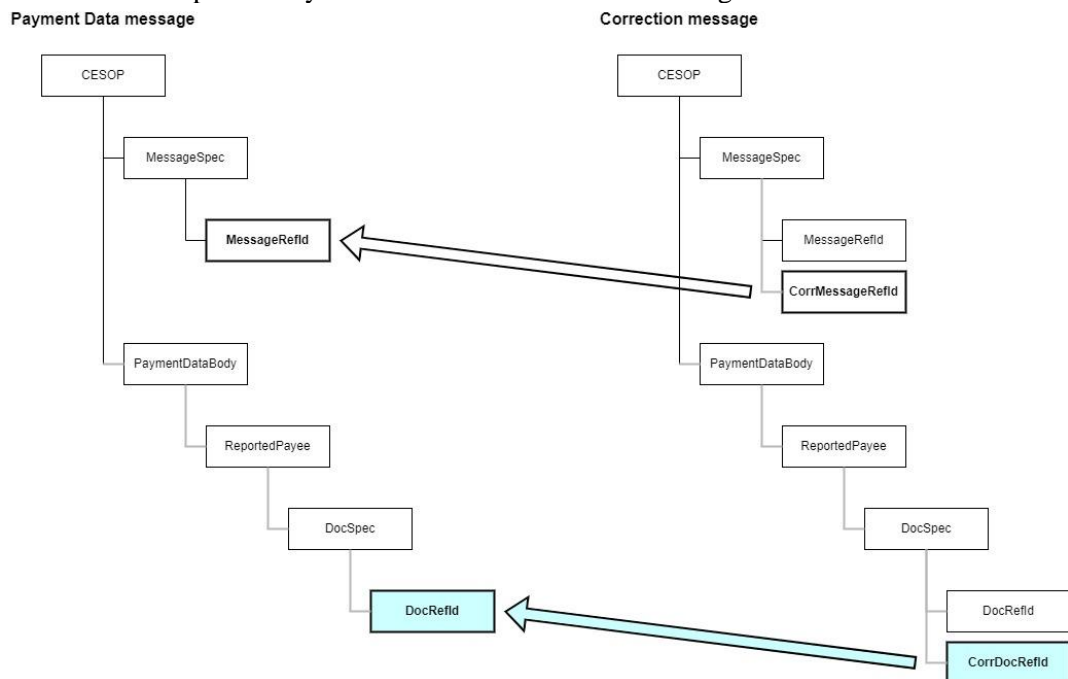 Payment Data message
CESOP
MessageSpec
MessageRefId
PaymentDataBody
ReportedPayee
DocSpec
DocRefId
Correction message
CESOP
MessageSpec
MessageRefId
CorrMessageRefId
PaymentDataBody
ReportedPayee
DocSpec
DocRefId
CorrDocRefId